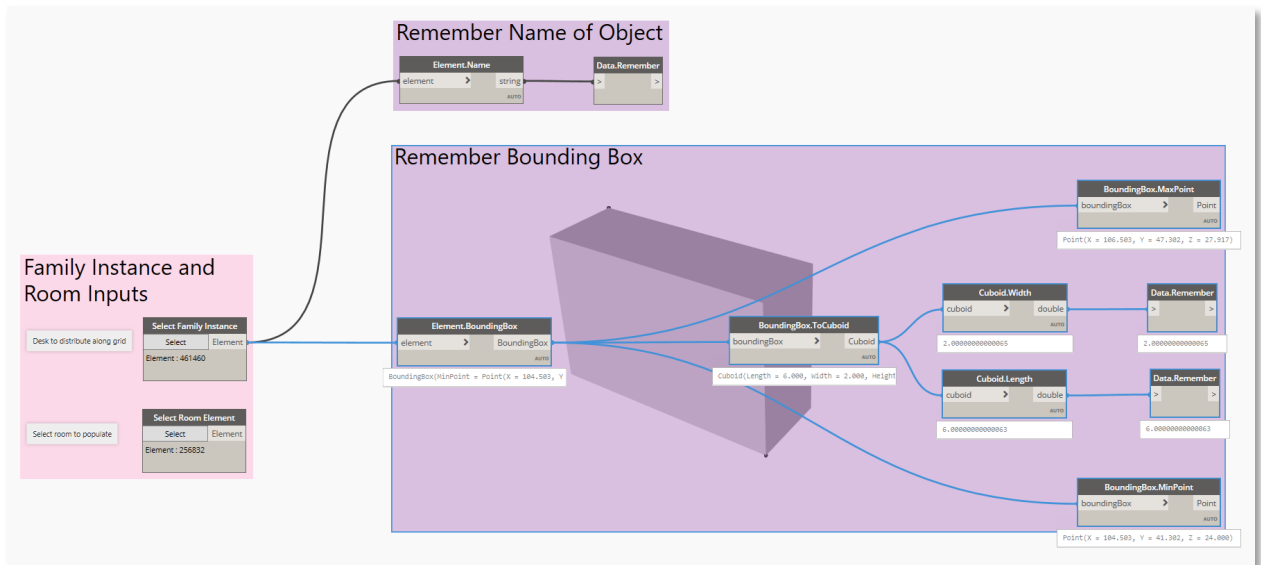 Remember Name of Object
Element.Name
element > string
AUTO
Data.Remember
> >
Remember Bounding Box
BoundingBox.MaxPoint
boundingBox > Point
AUTO
Point(X = 106.503, Y = 47.302, Z = 27.917)
Family Instance and
Room Inputs
Desk to distribute along grid
Select Family Instance
Select Element
Element : 461460
Select room to populate
Select Room Element
Select Element
Element : 256832
Element.BoundingBox
element > BoundingBox
AUTO
BoundingBox(MinPoint = Point(X = 104.503, Y
BoundingBox.ToCuboid
boundingBox > Cuboid
AUTO
Cuboid(Length = 6.000, Width = 2.000, Height
Cuboid.Width
cuboid > double
AUTO
2.00000000000065
Data.Remember
> >
2.00000000000065
Cuboid.Length
cuboid > double
AUTO
6.00000000000063
Data.Remember
> >
6.00000000000063
BoundingBox.MinPoint
boundingBox > Point
AUTO
Point(X = 104.503, Y = 41.302, Z = 24.000)